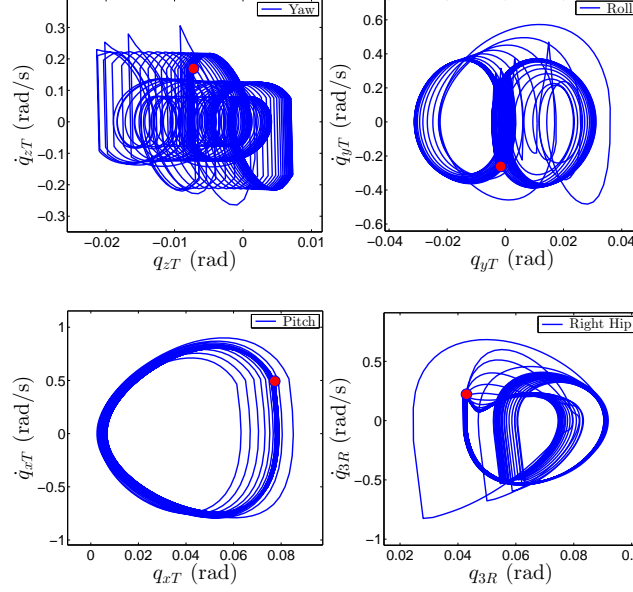 Yaw
0.3
0.2
0.1
0
−0.1
−0.2
−0.3
q̇zT (rad/s)
−0.02 −0.01 0 0.01
qzT (rad)
Roll
0.6
0.4
0.2
0
−0.2
−0.4
−0.6
q̇yT (rad/s)
−0.04 −0.02 0 0.02 0.04
qyT (rad)
Pitch
1
0.5
0
−0.5
−1
q̇xT (rad/s)
0 0.02 0.04 0.06 0.08
qxT (rad)
Right Hip
1
0.5
0
−0.5
−1
q̇3R (rad/s)
0.02 0.04 0.06 0.08
q3R (rad)